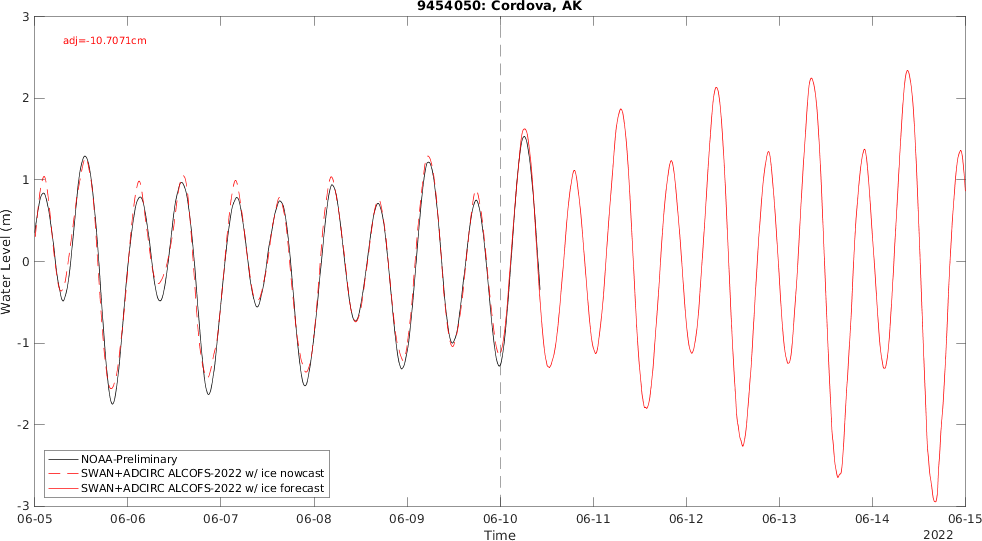 9454050: Cordova, AK
adj=-10.7071cm
Water Level (m)
3
2
1
0
-1
-2
-3
NOAA-Preliminary
SWAN+ADCIRC ALCOFS-2022 w/ ice nowcast
SWAN+ADCIRC ALCOFS-2022 w/ ice forecast
06-05 06-06 06-07 06-08 06-09 06-10 06-11 06-12 06-13 06-14 06-15
Time
2022